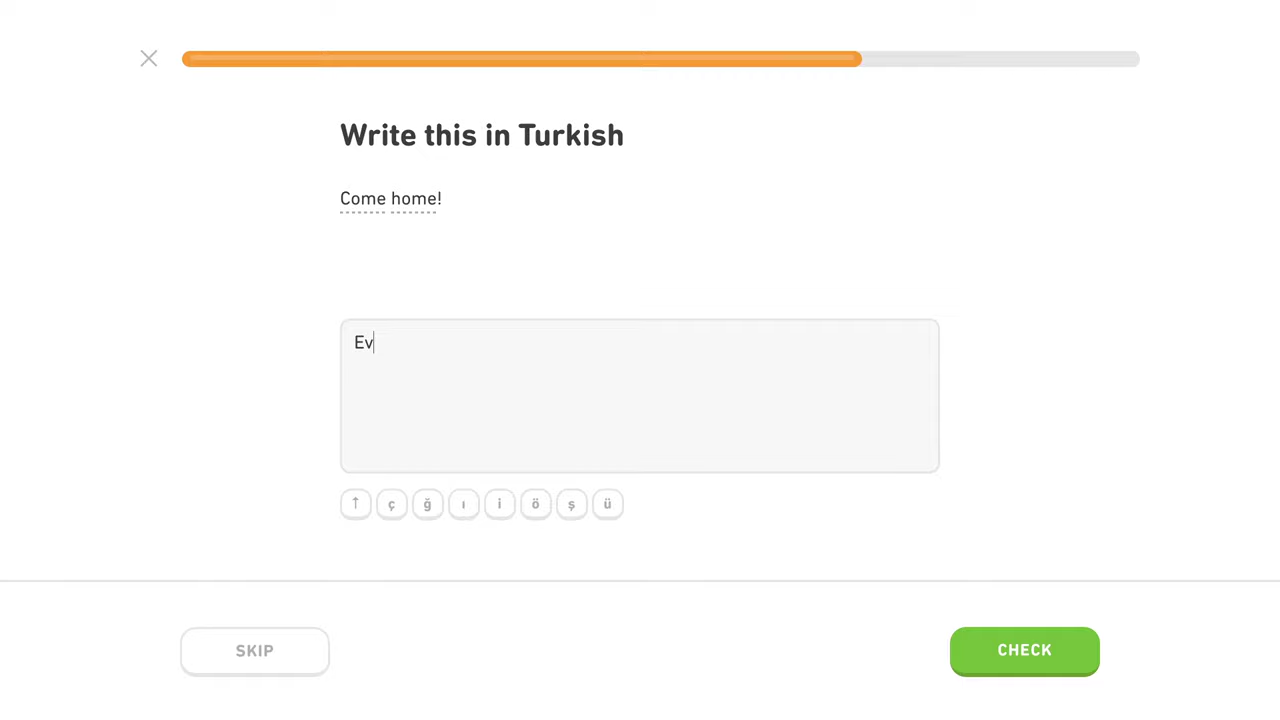 Write this in Turkish
Come home!
Ev
↑ ç ğ ı i ö ş ü
SKIP
CHECK